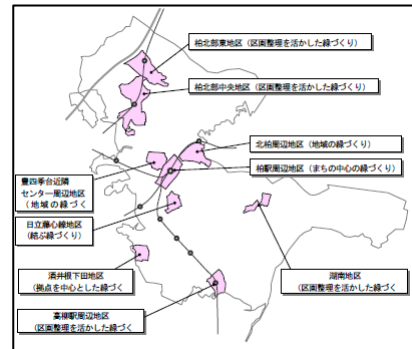 柏北部東地区（区画整理を活かした緑づくり）
柏北部中央地区（区画整理を活かした緑づくり）
北柏周辺地区（地域の緑づくり）
柏駅周辺地区（まちの中心の緑づくり）
豊四季台近隣
センター周辺地区
（地域の緑づく
日立藤心線地区
（結ぶ緑づくり）
酒井根下田地区
（拠点を中心とした緑づく
高柳駅周辺地区
（区画整理を活かした緑づく
湖南地区
（区画整理を活かした緑づく